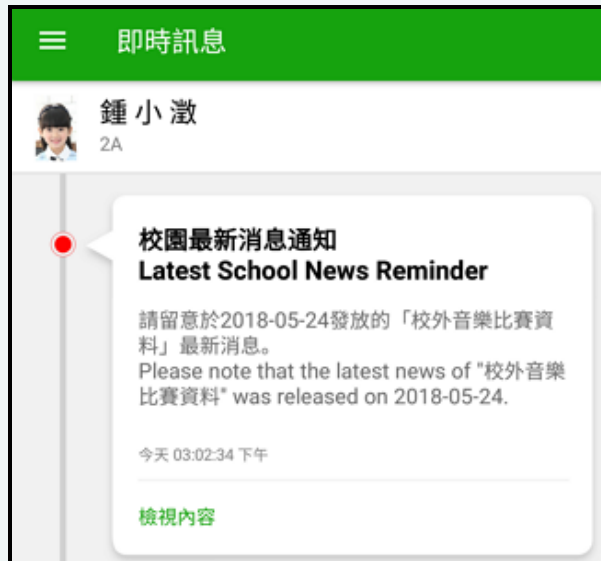 即時訊息
鍾小澂
2A
校園最新消息通知
Latest School News Reminder
請留意於2018-05-24發放的「校外音樂比賽資
料」最新消息。
Please note that the latest news of "校外音樂
比賽資料" was released on 2018-05-24.
今天 03:02:34 下午
檢視內容